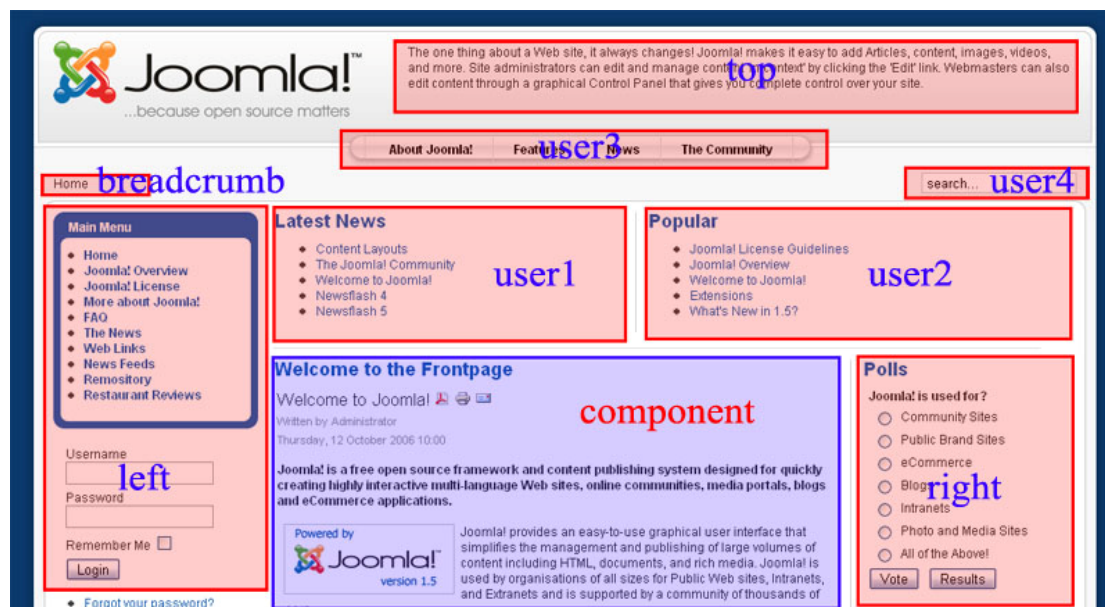 Joomla!™
...because open source matters
The one thing about a Web site, it always changes! Joomla! makes it easy to add Articles, content, images, videos,
and more. Site administrators can edit and manage content 'in context' by clicking the 'Edit' link. Webmasters can also
edit content through a graphical Control Panel that gives you complete control over your site.
top
About Joomla! Features News The Community
user3
Home
breadcrumb
search...
user4
Main Menu
Home
Joomla! Overview
Joomla! License
More about Joomla!
FAQ
The News
Web Links
News Feeds
Remository
Restaurant Reviews
Username
left
Password
Remember Me
Login
Forgot your password?
Latest News
Content Layouts
The Joomla! Community
Welcome to Joomla!
Newsflash 4
Newsflash 5
user1
Popular
Joomla! License Guidelines
Joomla! Overview
Welcome to Joomla!
Extensions
What's New in 1.5?
user2
Welcome to the Frontpage
Welcome to Joomla!
component
Written by Administrator
Thursday, 12 October 2006 10:00
Joomla! is a free open source framework and content publishing system designed for quickly
creating highly interactive multi-language Web sites, online communities, media portals, blogs
and eCommerce applications.
Powered by
Joomla!™
version 1.5
Joomla! provides an easy-to-use graphical user interface that
simplifies the management and publishing of large volumes of
content including HTML, documents, and rich media. Joomla! is
used by organisations of all sizes for Public Web sites, Intranets,
and Extranets and is supported by a community of thousands of
Polls
Joomla! is used for?
Community Sites
Public Brand Sites
eCommerce
Blogs
right
Intranets
Photo and Media Sites
All of the Above!
Vote Results